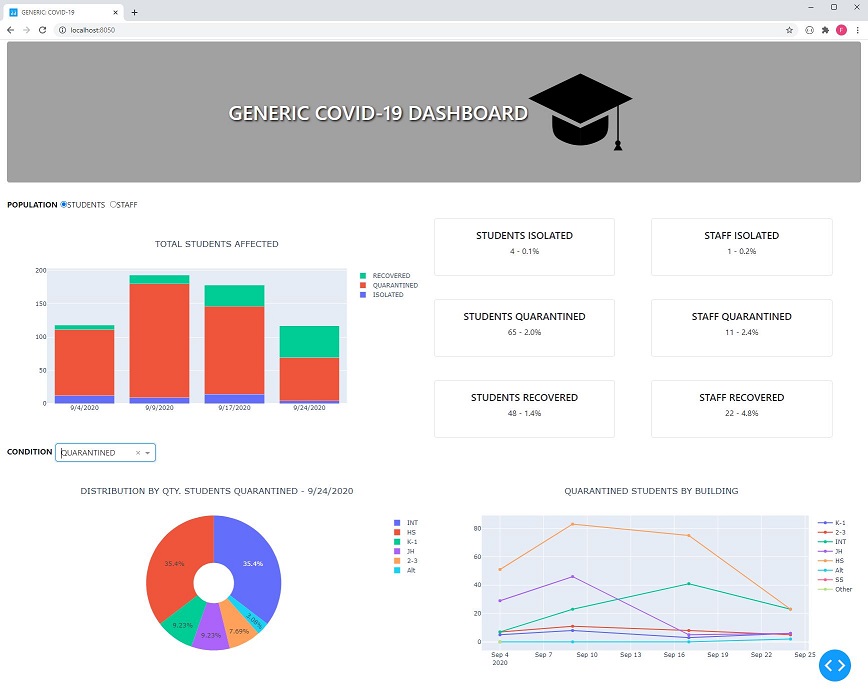 GENERIC COVID-19
localhost:8050
F
GENERIC COVID-19 DASHBOARD
POPULATION STUDENTS STAFF
TOTAL STUDENTS AFFECTED
200
150
100
50
0
9/4/2020 9/9/2020 9/17/2020 9/24/2020
RECOVERED
QUARANTINED
ISOLATED
STUDENTS ISOLATED
4 - 0.1%
STAFF ISOLATED
1 - 0.2%
STUDENTS QUARANTINED
65 - 2.0%
STAFF QUARANTINED
11 - 2.4%
STUDENTS RECOVERED
48 - 1.4%
STAFF RECOVERED
22 - 4.8%
CONDITION QUARANTINED
DISTRIBUTION BY QTY. STUDENTS QUARANTINED - 9/24/2020
35.4%
35.4%
9.23%
9.23%
7.69%
3.08%
INT
HS
K-1
JH
2-3
Alt
QUARANTINED STUDENTS BY BUILDING
80
60
40
20
0
Sep 4 Sep 7 Sep 10 Sep 13 Sep 16 Sep 19 Sep 22 Sep 25
2020
K-1
2-3
INT
JH
HS
Alt
SS
Other